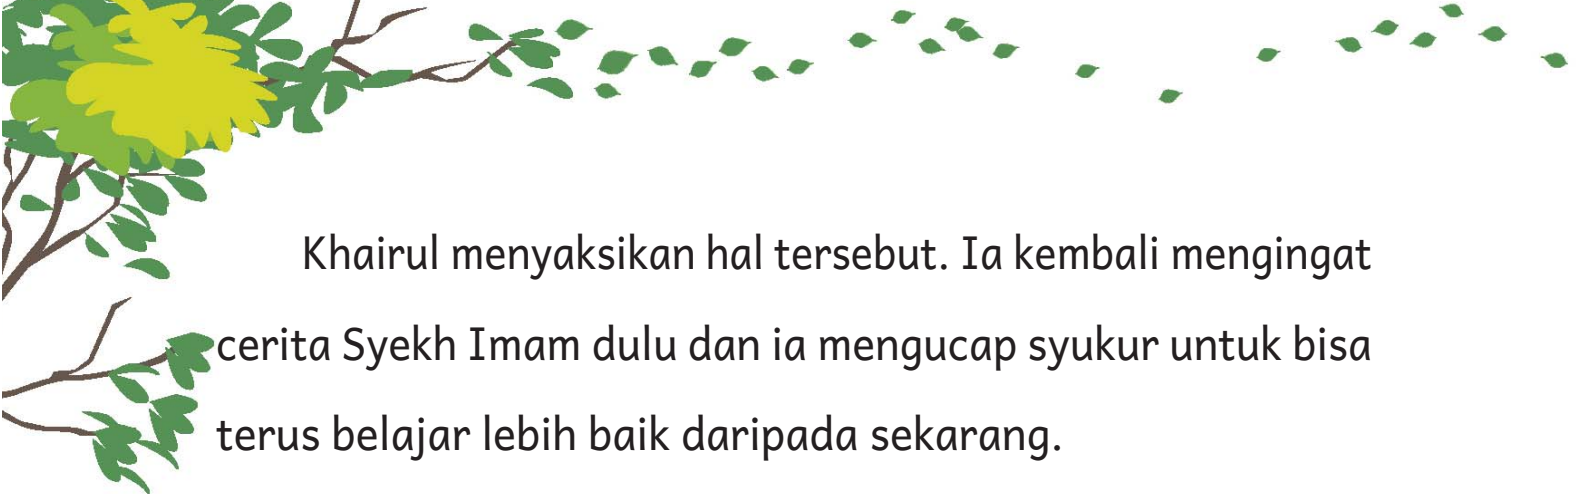 Khairul menyaksikan hal tersebut. Ia kembali mengingat
cerita Syekh Imam dulu dan ia mengucap syukur untuk bisa
terus belajar lebih baik daripada sekarang.